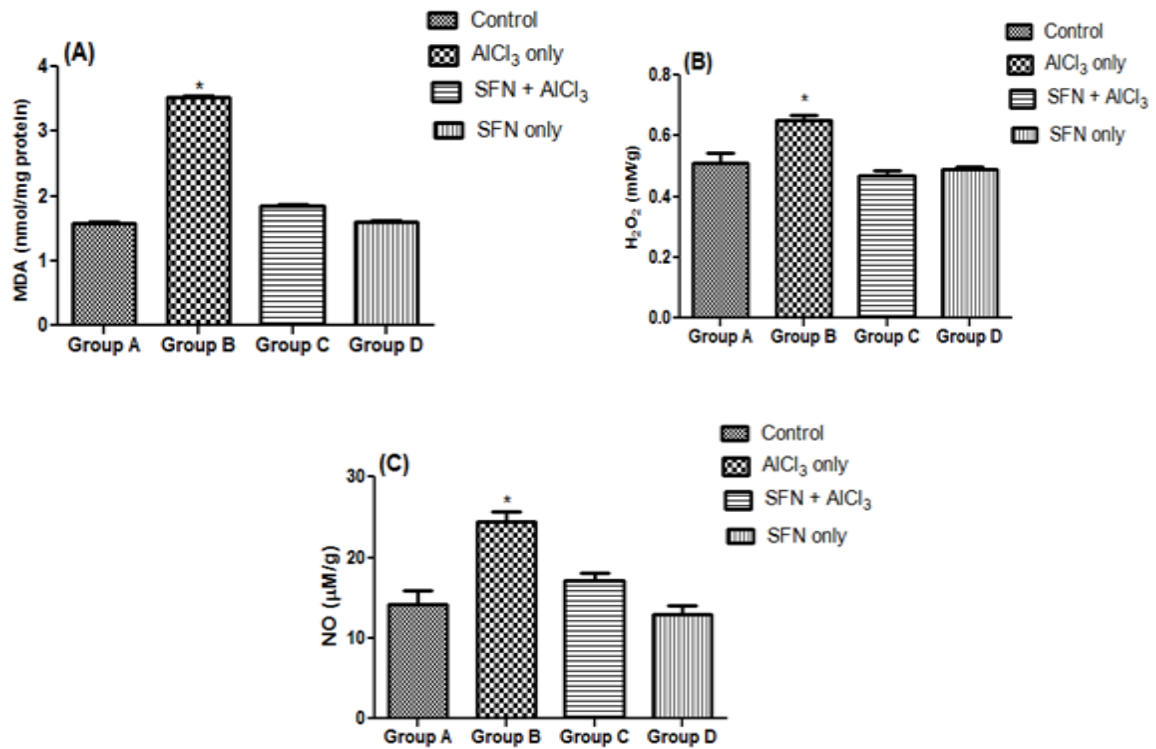 (A)
Control
AlCl₃ only
SFN + AlCl₃
SFN only
MDA (nmol/mg protein)
4
3
2
1
0
*
Group A Group B Group C Group D
(B)
Control
AlCl₃ only
SFN + AlCl₃
SFN only
H₂O₂ (mM/g)
0.8
0.6
0.4
0.2
0.0
*
Group A Group B Group C Group D
(C)
Control
AlCl₃ only
SFN + AlCl₃
SFN only
NO (µM/g)
30
20
10
0
*
Group A Group B Group C Group D